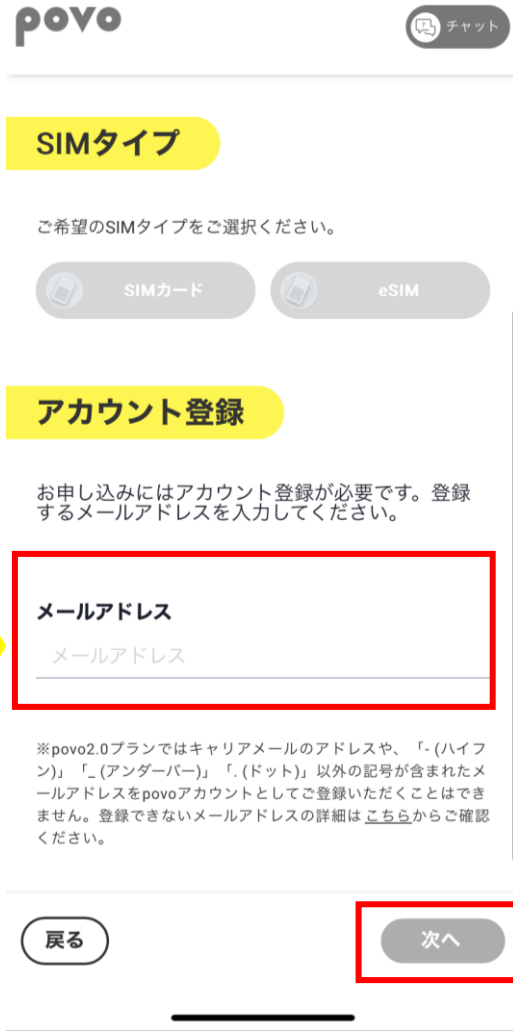 povo
チャット
SIMタイプ
ご希望のSIMタイプをご選択ください。
SIMカード
eSIM
アカウント登録
お申し込みにはアカウント登録が必要です。登録
するメールアドレスを入力してください。
メールアドレス
メールアドレス
※povo2.0プランではキャリアメールのアドレスや、「- (ハイフ
ン)」「_ (アンダーバー)」「. (ドット)」以外の記号が含まれたメ
ールアドレスをpovoアカウントとしてご登録いただくことはでき
ません。登録できないメールアドレスの詳細は こちらからご確認
ください。
戻る
次へ